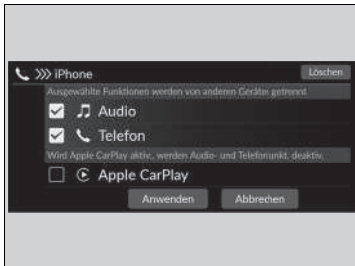 >>> iPhone
Löschen
Ausgewählte Funktionen werden von anderen Geräten getrennt
Audio
Telefon
Wird Apple CarPlay aktiv., werden Audio- und Telefonfunkt. deaktiv.
Apple CarPlay
Anwenden
Abbrechen